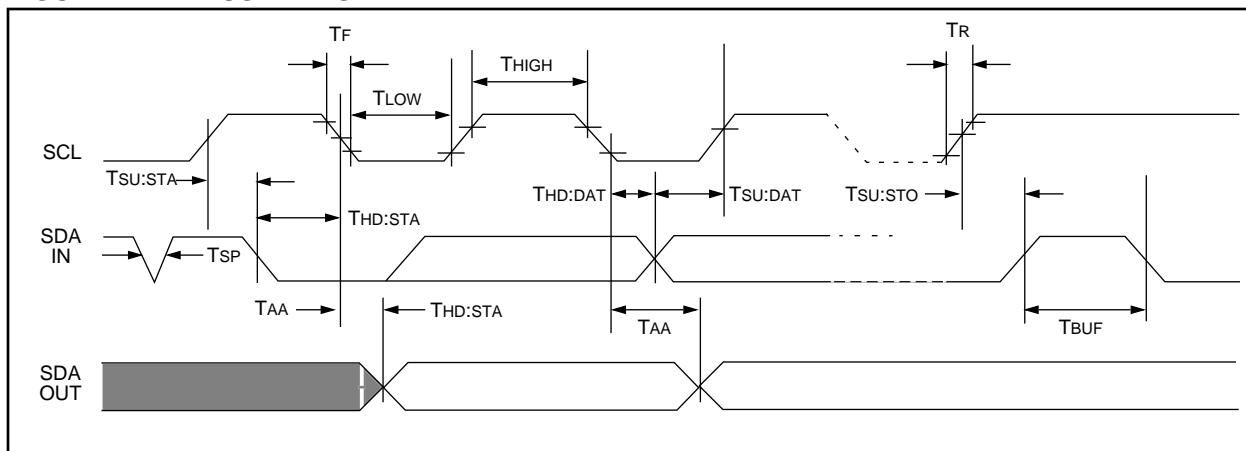 TF
TR
THIGH
TLOW
SCL
TSU:STA
THD:DAT
TSU:DAT
TSU:STO
THD:STA
SDA
IN
TSP
TAA
THD:STA
TAA
TBUF
SDA
OUT